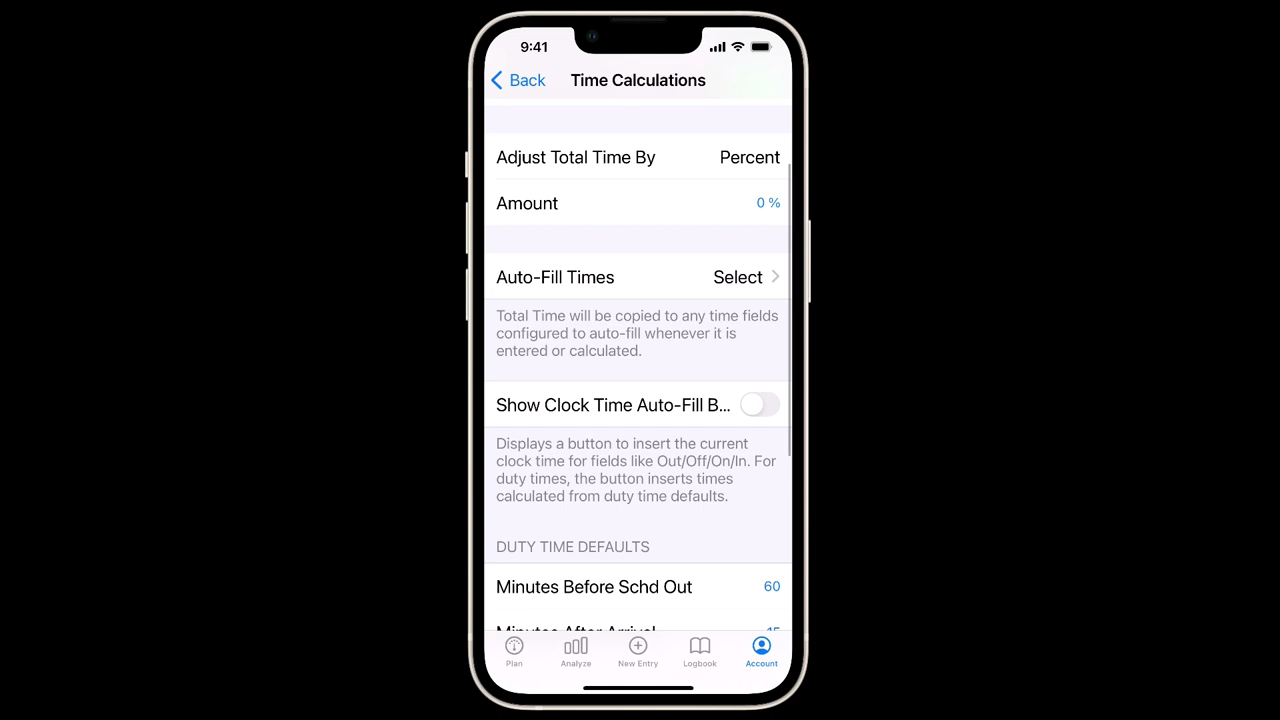 9:41
Back
Time Calculations
Adjust Total Time By Percent
Amount 0 %
Auto-Fill Times Select
Total Time will be copied to any time fields
configured to auto-fill whenever it is
entered or calculated.
Show Clock Time Auto-Fill B...
Displays a button to insert the current
clock time for fields like Out/Off/On/In. For
duty times, the button inserts times
calculated from duty time defaults.
DUTY TIME DEFAULTS
Minutes Before Schd Out 60
Minutes After Arrival 15
Plan Analyze New Entry Logbook Account